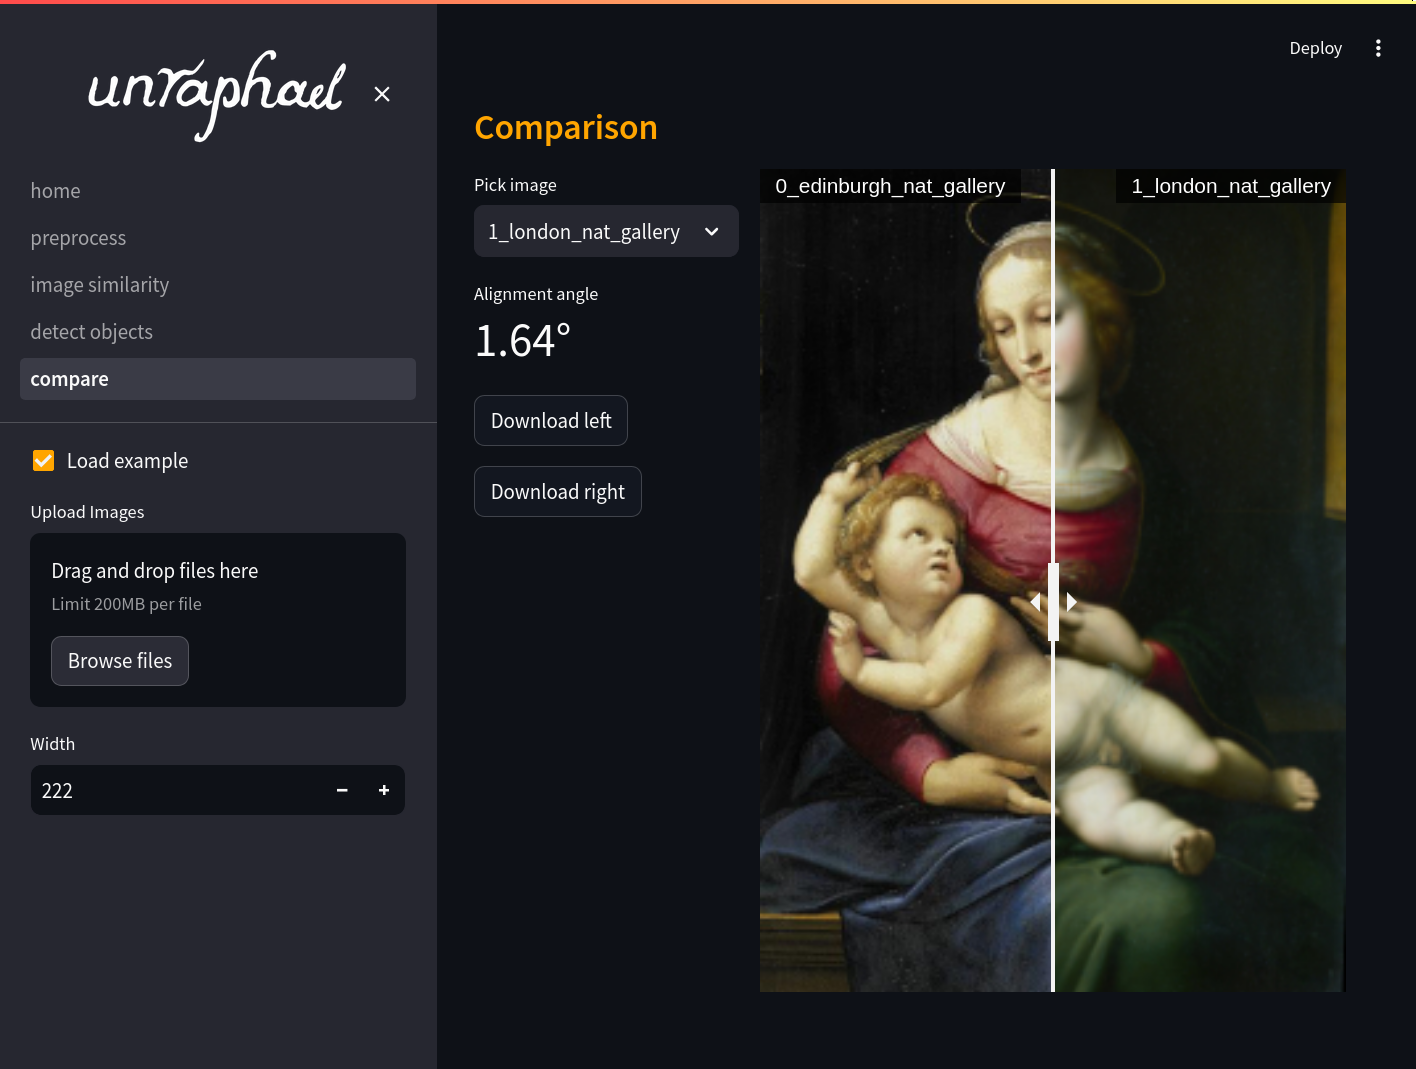 unraphael
home
preprocess
image similarity
detect objects
compare
Load example
Upload Images
Drag and drop files here
Limit 200MB per file
Browse files
Width
222
Deploy
Comparison
Pick image
1_london_nat_gallery
Alignment angle
1.64°
Download left
Download right
0_edinburgh_nat_gallery
1_london_nat_gallery